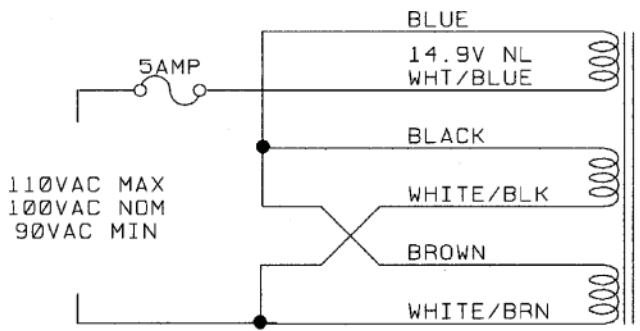 BLUE
14.9V NL
WHT/BLUE
5AMP
BLACK
110VAC MAX
100VAC NOM
90VAC MIN
WHITE/BLK
BROWN
WHITE/BRN